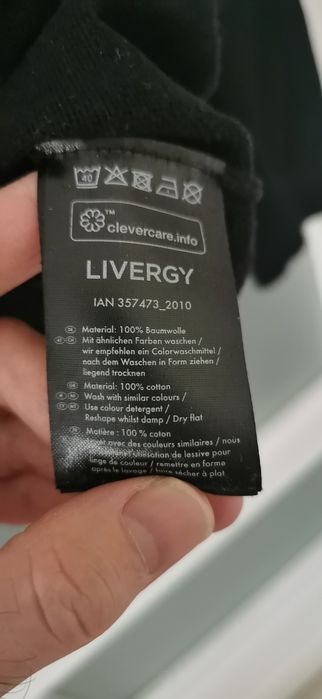 40
™
clevercare.info
LIVERGY
IAN 357473_2010
Material: 100% Baumwolle
Mit ähnlichen Farben waschen /
wir empfehlen ein Colorwaschmittel /
nach dem Waschen in Form ziehen /
liegend trocknen
Material: 100% cotton
Wash with similar colours /
Use colour detergent /
Reshape whilst damp / Dry flat
Matière : 100 % coton
avec des couleurs similaires / nous
utilisation de lessive pour
linge de couleur / remettre en forme
après le lavage / faire sécher à plat